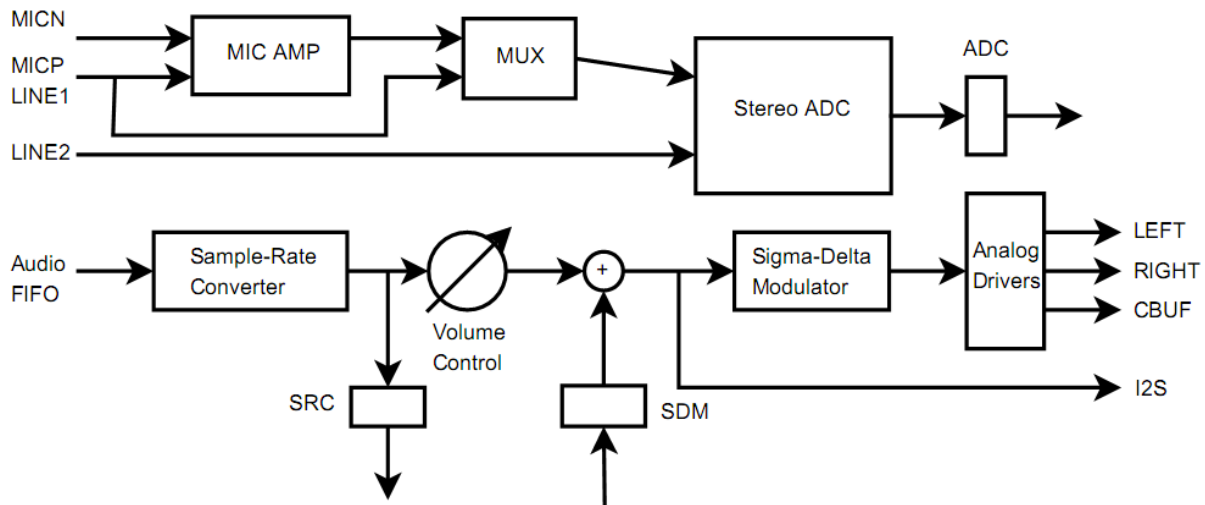 MICN
MIC AMP
MUX
ADC
MICP
LINE1
Stereo ADC
LINE2
Audio
FIFO
Sample-Rate
Converter
Volume
Control
+
Sigma-Delta
Modulator
Analog
Drivers
LEFT
RIGHT
CBUF
SRC
SDM
I2S